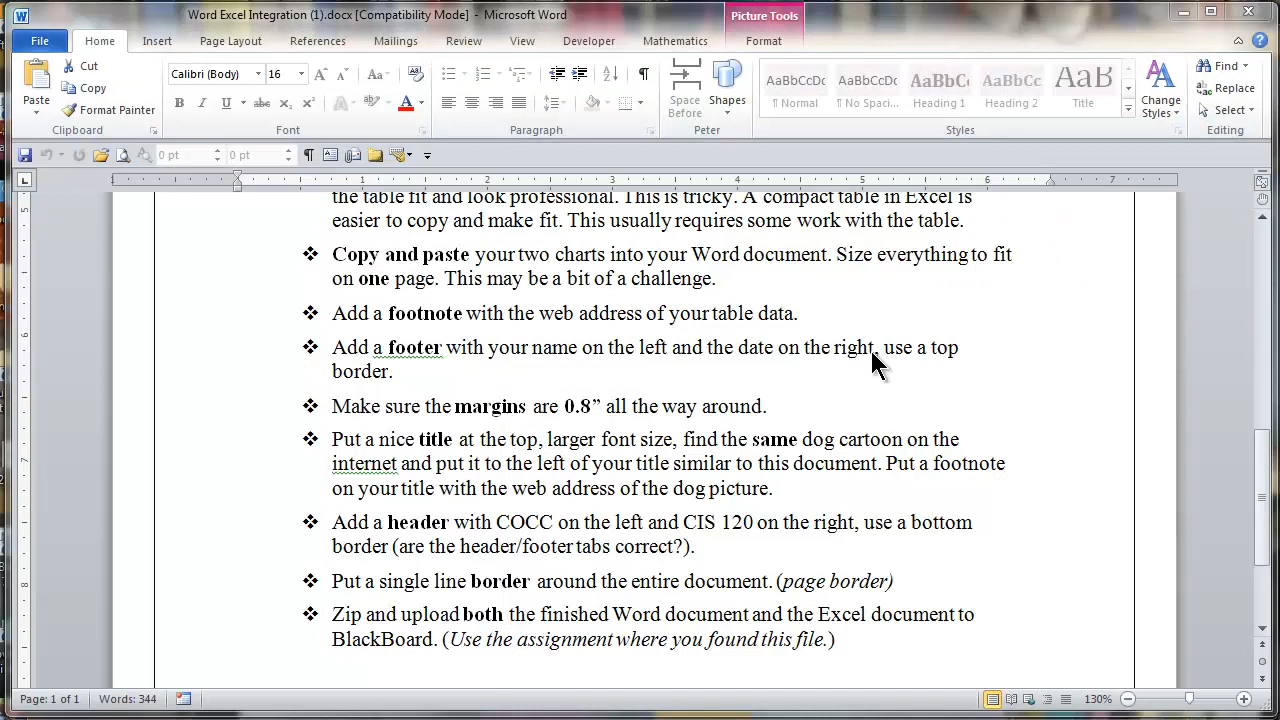 Word Excel Integration (1).docx [Compatibility Mode] - Microsoft Word
Picture Tools
File Home Insert Page Layout References Mailings Review View Developer Mathematics Format
Paste Cut Copy Format Painter
Clipboard
Calibri (Body) 16
Font
Paragraph
Space Before
Shapes
Peter
AaBbCcDc AaBbCcDc AaBbC AaBbCc AaB
¶ Normal ¶ No Spaci... Heading 1 Heading 2 Title
Change Styles
Styles
Find
Replace
Select
Editing
0 pt 0 pt
1 2 3 4 5 6 7
the table fit and look professional. This is tricky. A compact table in Excel is
easier to copy and make fit. This usually requires some work with the table.
❖ Copy and paste your two charts into your Word document. Size everything to fit
on one page. This may be a bit of a challenge.
❖ Add a footnote with the web address of your table data.
❖ Add a footer with your name on the left and the date on the right, use a top
border.
❖ Make sure the margins are 0.8” all the way around.
❖ Put a nice title at the top, larger font size, find the same dog cartoon on the
internet and put it to the left of your title similar to this document. Put a footnote
on your title with the web address of the dog picture.
❖ Add a header with COCC on the left and CIS 120 on the right, use a bottom
border (are the header/footer tabs correct?).
❖ Put a single line border around the entire document. (page border)
❖ Zip and upload both the finished Word document and the Excel document to
BlackBoard. (Use the assignment where you found this file.)
Page: 1 of 1 Words: 344 130%